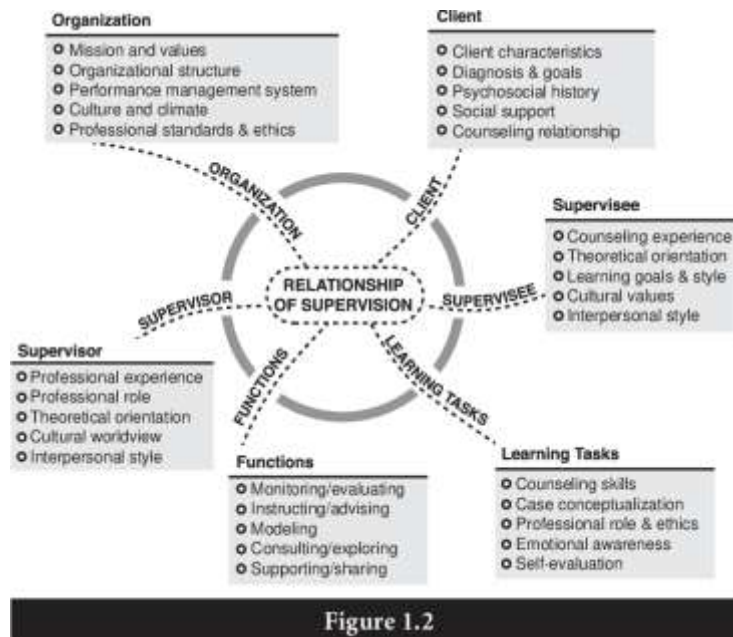 Organization
Mission and values
Organizational structure
Performance management system
Culture and climate
Professional standards & ethics
Client
Client characteristics
Diagnosis & goals
Psychosocial history
Social support
Counseling relationship
ORGANIZATION
CLIENT
Supervisee
Counseling experience
Theoretical orientation
Learning goals & style
Cultural values
Interpersonal style
RELATIONSHIP
OF SUPERVISION
SUPERVISOR
SUPERVISEE
Supervisor
Professional experience
Professional role
Theoretical orientation
Cultural worldview
Interpersonal style
FUNCTIONS
LEARNING TASKS
Functions
Monitoring/evaluating
Instructing/advising
Modeling
Consulting/exploring
Supporting/sharing
Learning Tasks
Counseling skills
Case conceptualization
Professional role & ethics
Emotional awareness
Self-evaluation
Figure 1.2